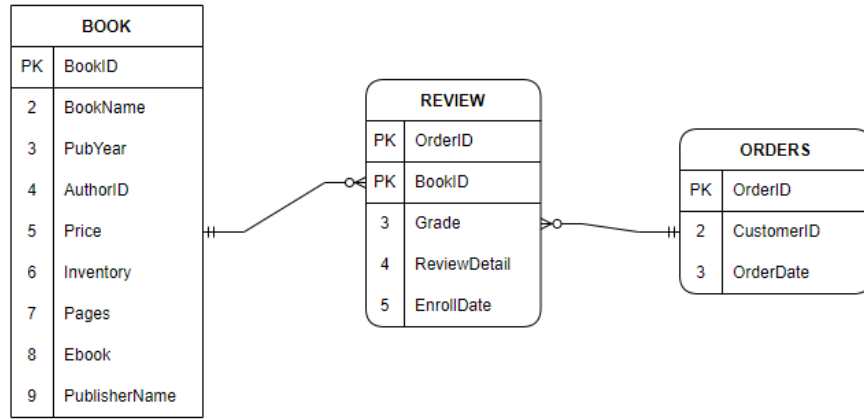 BOOK
PK BookID
2 BookName
3 PubYear
4 AuthorID
5 Price
6 Inventory
7 Pages
8 Ebook
9 PublisherName
REVIEW
PK OrderID
PK BookID
3 Grade
4 ReviewDetail
5 EnrollDate
ORDERS
PK OrderID
2 CustomerID
3 OrderDate